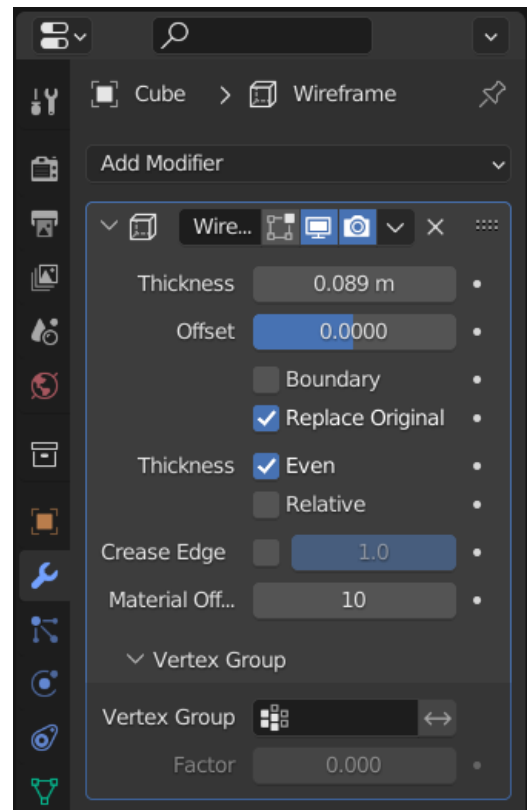 Cube > Wireframe
Add Modifier
Wire...
Thickness 0.089 m
Offset 0.0000
Boundary
Replace Original
Thickness Even
Relative
Crease Edge 1.0
Material Off... 10
Vertex Group
Vertex Group
Factor 0.000